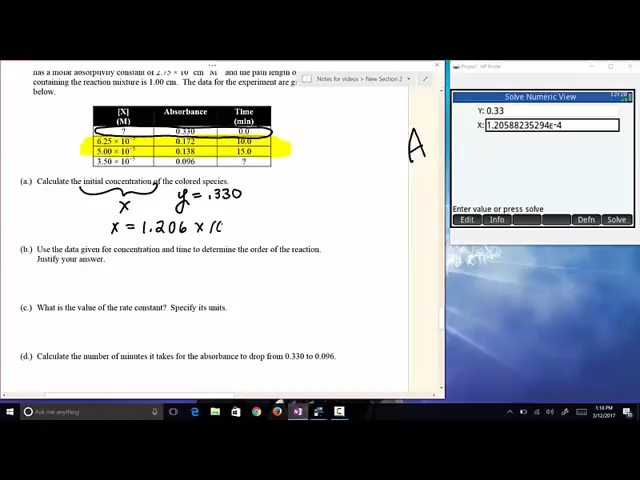 has a molar absorptivity constant of 2.75 × 10 cm M and the path length o
containing the reaction mixture is 1.00 cm. The data for the experiment are gi
below.
Notes for videos > New Section 2
[X] Absorbance Time
(M) (min)
? 0.330 0.0
6.25 × 10 0.172 10.0
5.00 × 10⁻⁵ 0.138 15.0
3.50 × 10⁻⁵ 0.096 ?
A
(a.) Calculate the initial concentration of the colored species.
x y = .330
x = 1.206 x 10
(b.) Use the data given for concentration and time to determine the order of the reaction.
Justify your answer.
(c.) What is the value of the rate constant? Specify its units.
(d.) Calculate the number of minutes it takes for the absorbance to drop from 0.330 to 0.096.
Solve Numeric View
Y: 0.33
X: 1.20588235294ᴇ-4
Enter value or press solve
Edit Info Defn Solve
Ask me anything
1:18 PM
3/12/2017